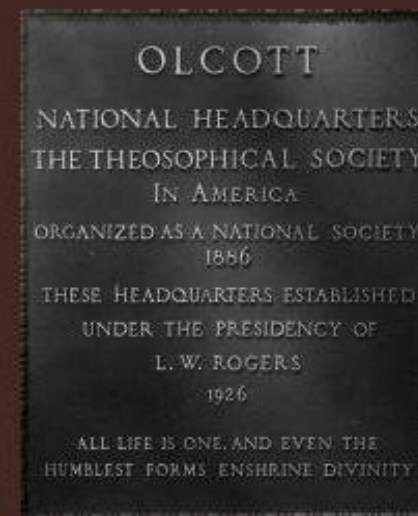 OLCOTT
NATIONAL HEADQUARTERS
THE THEOSOPHICAL SOCIETY
IN AMERICA
ORGANIZED AS A NATIONAL SOCIETY
1886
THESE HEADQUARTERS ESTABLISHED
UNDER THE PRESIDENCY OF
L. W. ROGERS
1926
ALL LIFE IS ONE, AND EVEN THE
HUMBLEST FORMS ENSHRINE DIVINITY